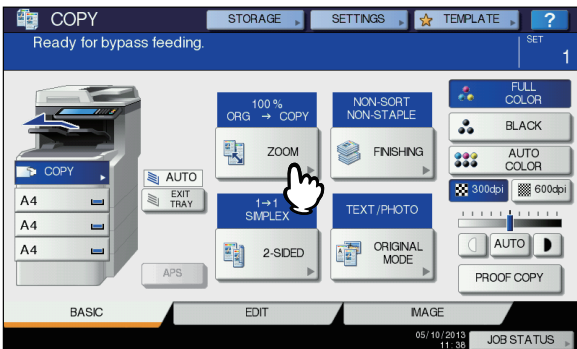 COPY
STORAGE
SETTINGS
TEMPLATE
?
Ready for bypass feeding.
SET
1
100 %
ORG → COPY
ZOOM
NON-SORT
NON-STAPLE
FINISHING
FULL
COLOR
BLACK
AUTO
COLOR
300dpi
600dpi
COPY
A4
A4
A4
AUTO
EXIT
TRAY
APS
1→1
SIMPLEX
2-SIDED
TEXT/PHOTO
ORIGINAL
MODE
AUTO
PROOF COPY
BASIC
EDIT
IMAGE
05/10/2013
11:38
JOB STATUS